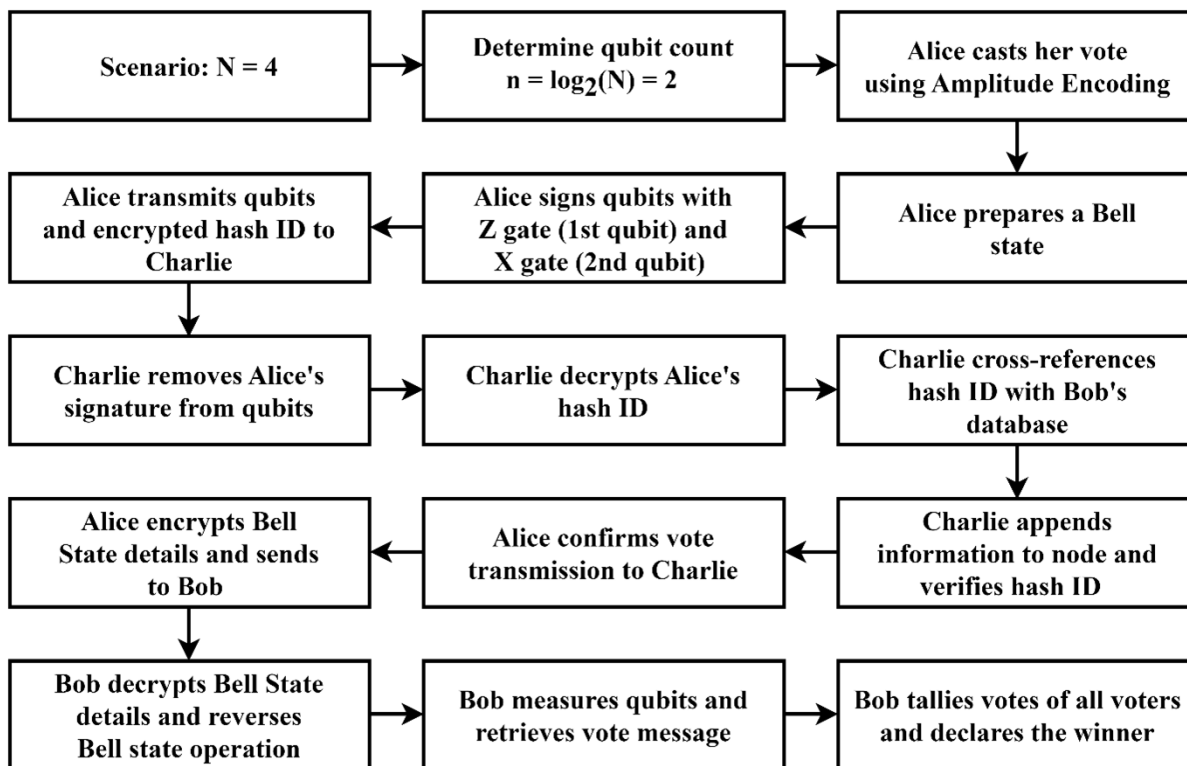 Scenario: N = 4
Determine qubit count
n = log₂(N) = 2
Alice casts her vote
using Amplitude Encoding
Alice prepares a Bell
state
Alice signs qubits with
Z gate (1st qubit) and
X gate (2nd qubit)
Alice transmits qubits
and encrypted hash ID to
Charlie
Charlie removes Alice's
signature from qubits
Charlie decrypts Alice's
hash ID
Charlie cross-references
hash ID with Bob's
database
Charlie appends
information to node and
verifies hash ID
Alice confirms vote
transmission to Charlie
Alice encrypts Bell
State details and sends
to Bob
Bob decrypts Bell State
details and reverses
Bell state operation
Bob measures qubits and
retrieves vote message
Bob tallies votes of all voters
and declares the winner